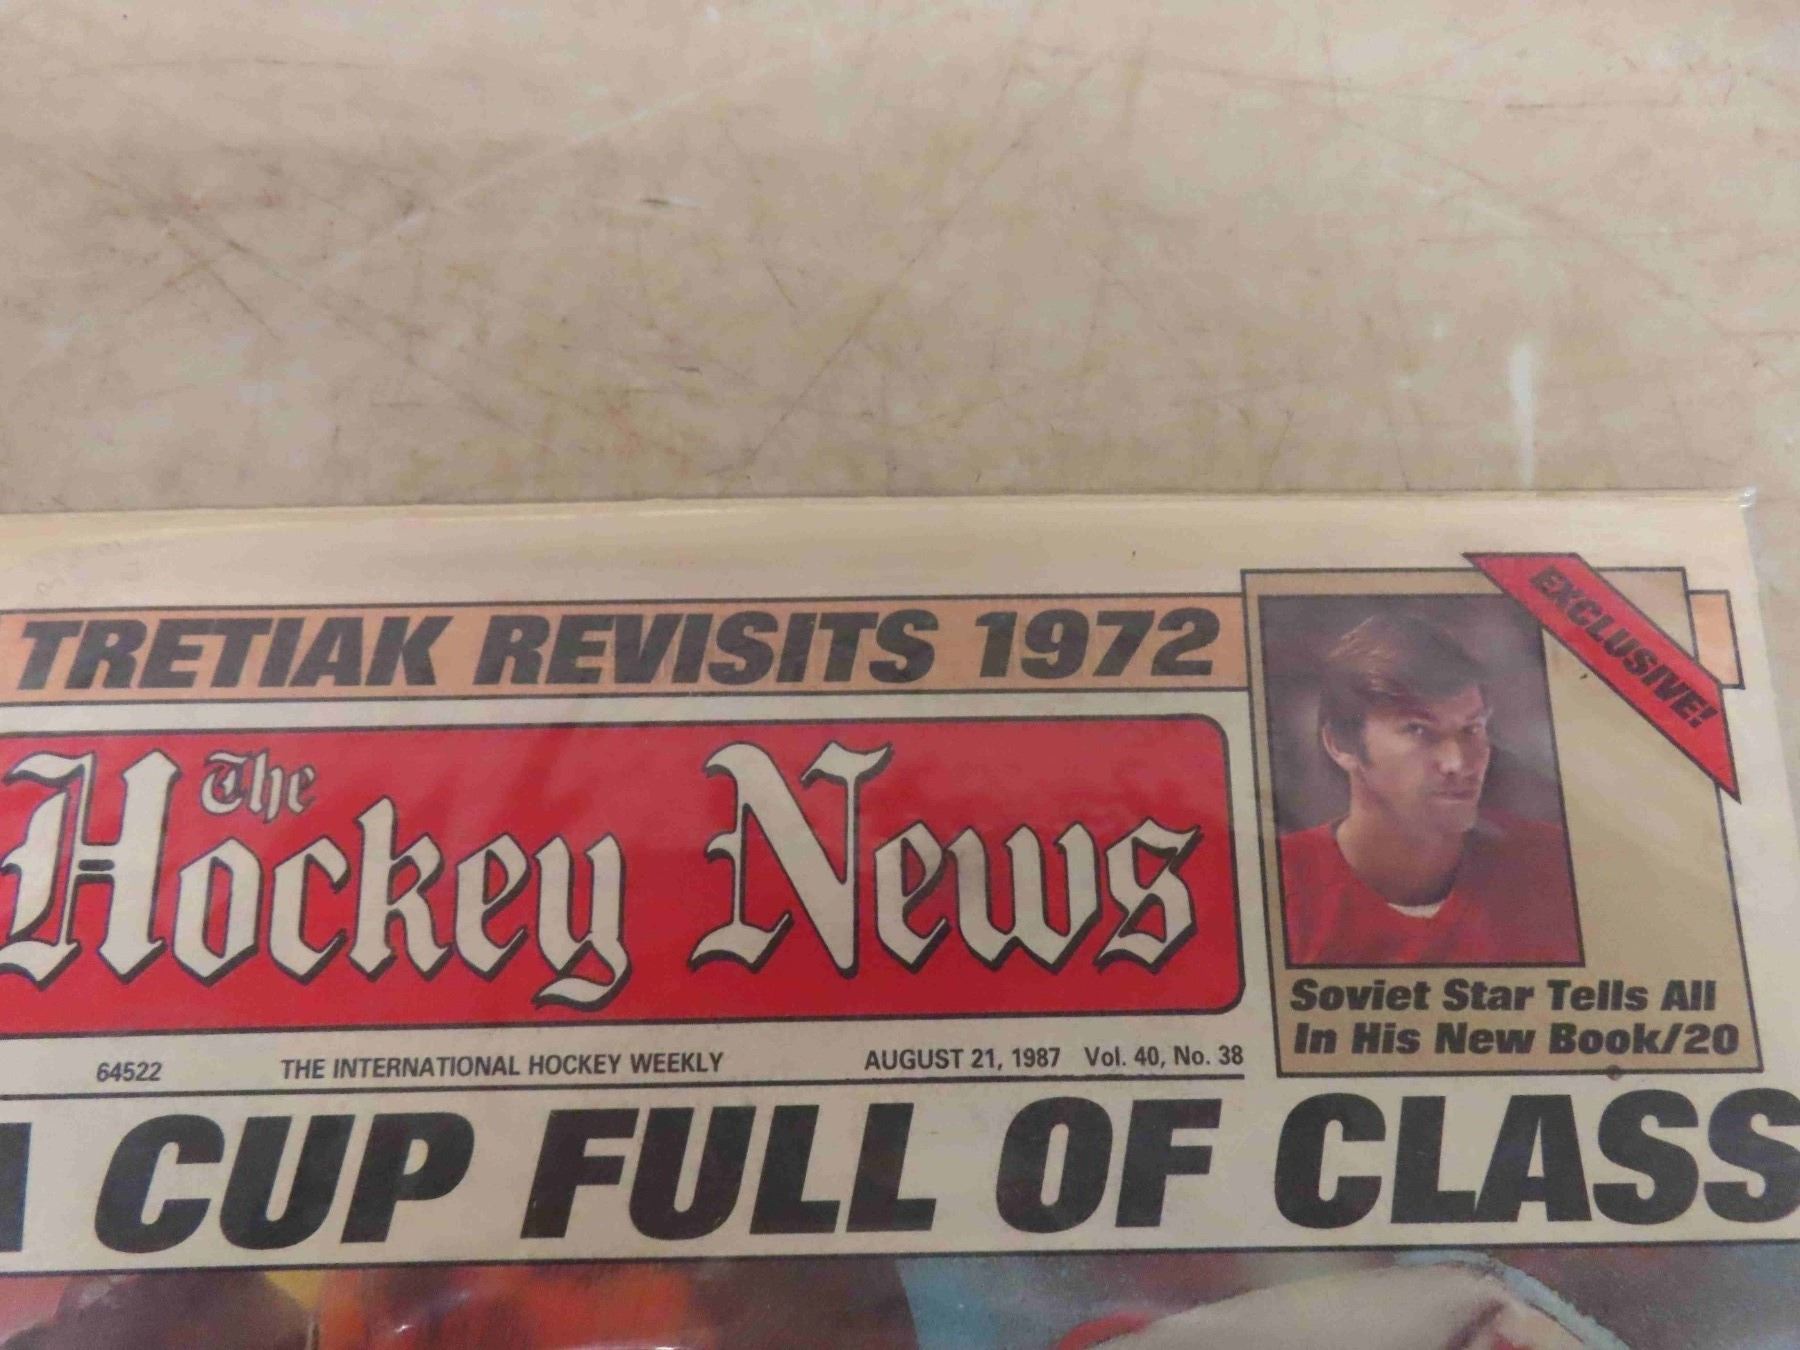 TRETIAK REVISITS 1972
EXCLUSIVE!
The
Hockey News
Soviet Star Tells All
In His New Book/20
64522 THE INTERNATIONAL HOCKEY WEEKLY AUGUST 21, 1987 Vol. 40, No. 38
CUP FULL OF CLASS